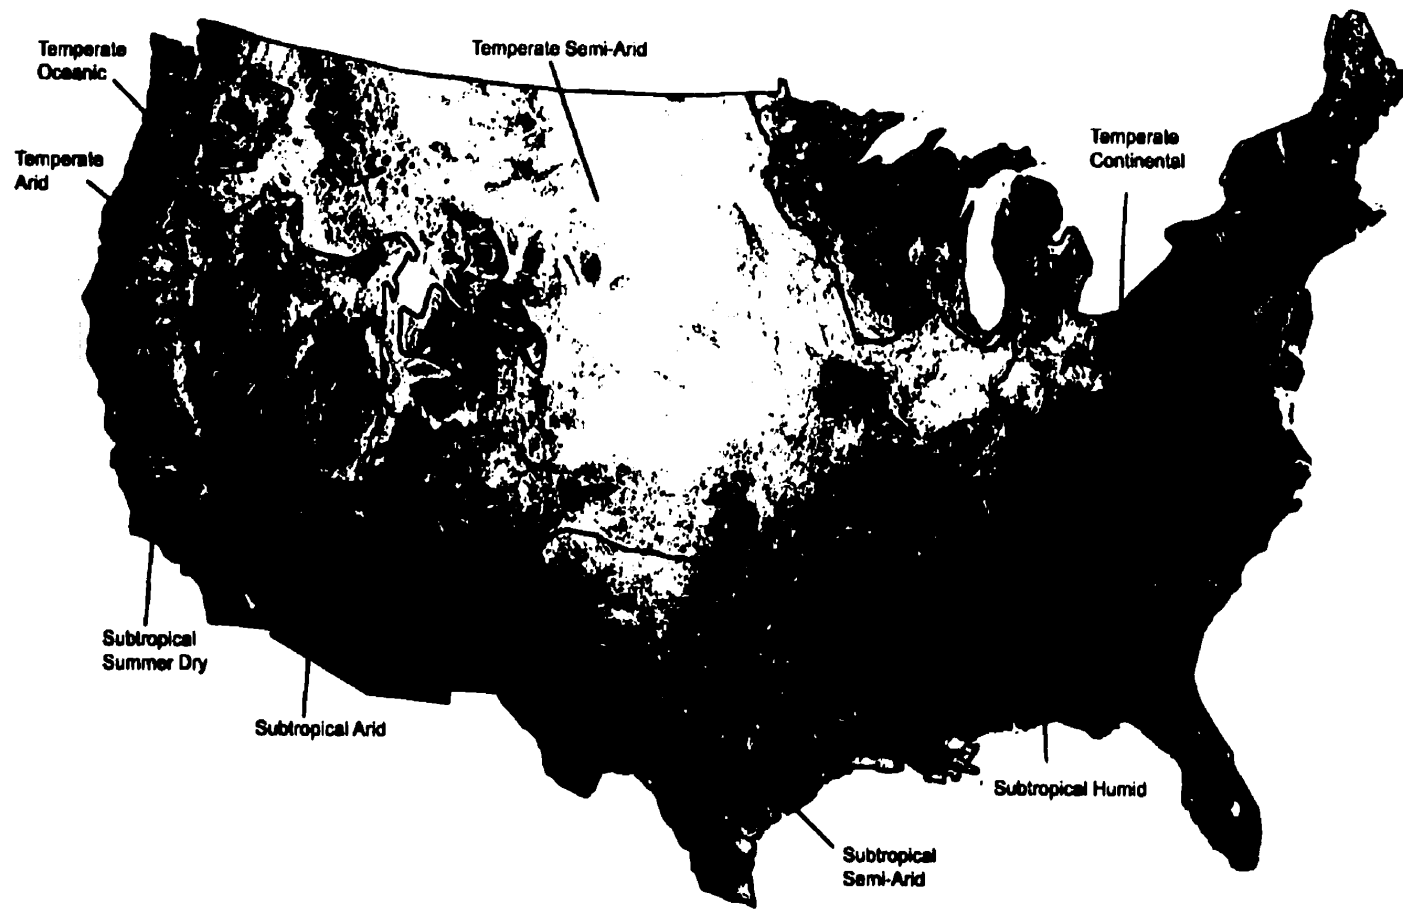 Temperate
Oceanic
Temperate Semi-Arid
Temperate
Continental
Temperate
Arid
Subtropical
Summer Dry
Subtropical Arid
Subtropical Humid
Subtropical
Semi-Arid